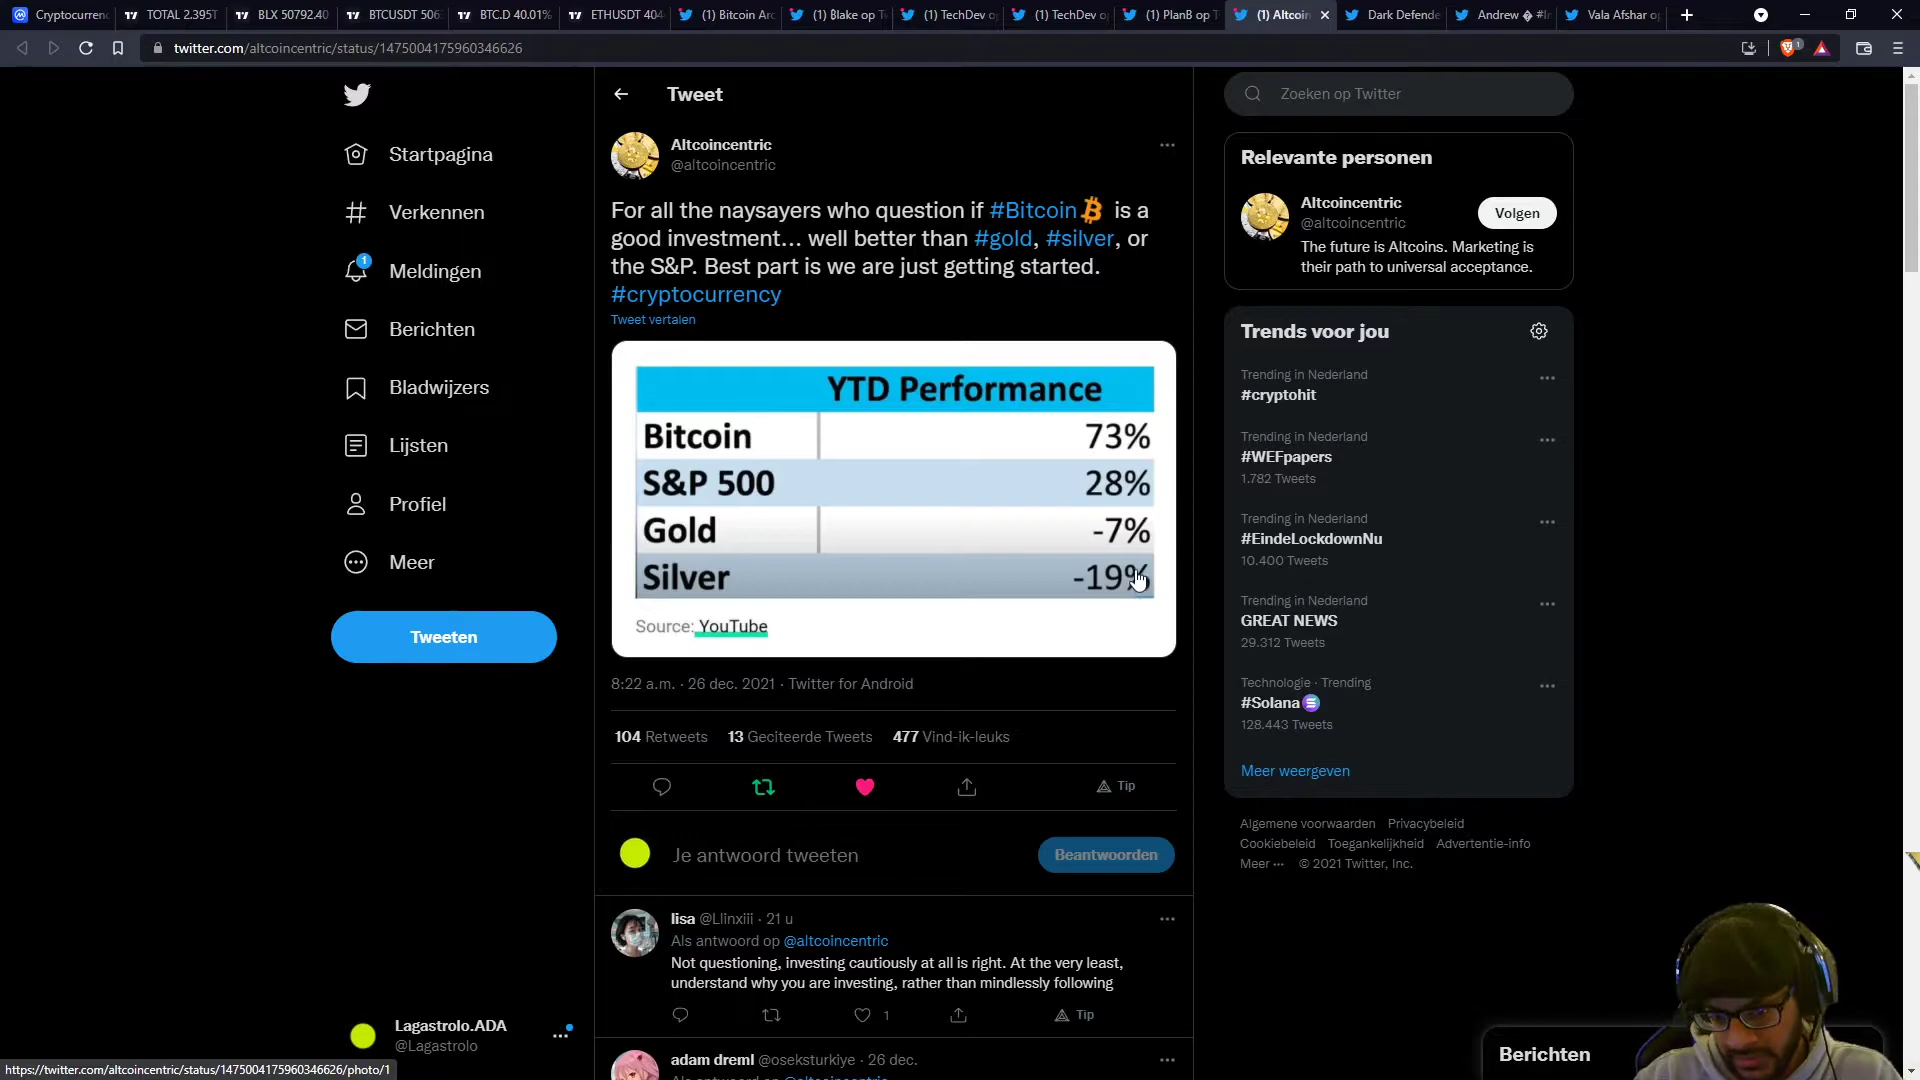 Cryptocurrenc
TOTAL 2.395T
BLX 50792.40
BTCUSDT 506
BTC.D 40.01%
ETHUSDT 404
(1) Bitcoin Arc
(1) Blake op T
(1) TechDev o
(1) TechDev o
(1) PlanB op T
(1) Altcoin
Dark Defende
Andrew � #In
Vala Afshar op
twitter.com/altcoincentric/status/1475004175960346626
1
Startpagina
Verkennen
1
Meldingen
Berichten
Bladwijzers
Lijsten
Profiel
Meer
Tweeten
Lagastrolo.ADA
@Lagastrolo
Tweet
Altcoincentric
@altcoincentric
For all the naysayers who question if #Bitcoin is a
good investment... well better than #gold, #silver, or
the S&P. Best part is we are just getting started.
#cryptocurrency
Tweet vertalen
YTD Performance
Bitcoin 73%
S&P 500 28%
Gold -7%
Silver -19%
Source: YouTube
8:22 a.m. · 26 dec. 2021 · Twitter for Android
104 Retweets 13 Geciteerde Tweets 477 Vind-ik-leuks
Tip
Je antwoord tweeten
Beantwoorden
lisa @Llinxiii · 21 u
Als antwoord op @altcoincentric
Not questioning, investing cautiously at all is right. At the very least,
understand why you are investing, rather than mindlessly following
1 Tip
adam dreml @oseksturkiye · 26 dec.
Als antwoord op @altcoincentric
Zoeken op Twitter
Relevante personen
Altcoincentric
@altcoincentric
Volgen
The future is Altcoins. Marketing is
their path to universal acceptance.
Trends voor jou
Trending in Nederland
#cryptohit
Trending in Nederland
#WEFpapers
1.782 Tweets
Trending in Nederland
#EindeLockdownNu
10.400 Tweets
Trending in Nederland
GREAT NEWS
29.312 Tweets
Technologie · Trending
#Solana
128.443 Tweets
Meer weergeven
Algemene voorwaarden Privacybeleid
Cookiebeleid Toegankelijkheid Advertentie-info
Meer ··· © 2021 Twitter, Inc.
Berichten
https://twitter.com/altcoincentric/status/1475004175960346626/photo/1